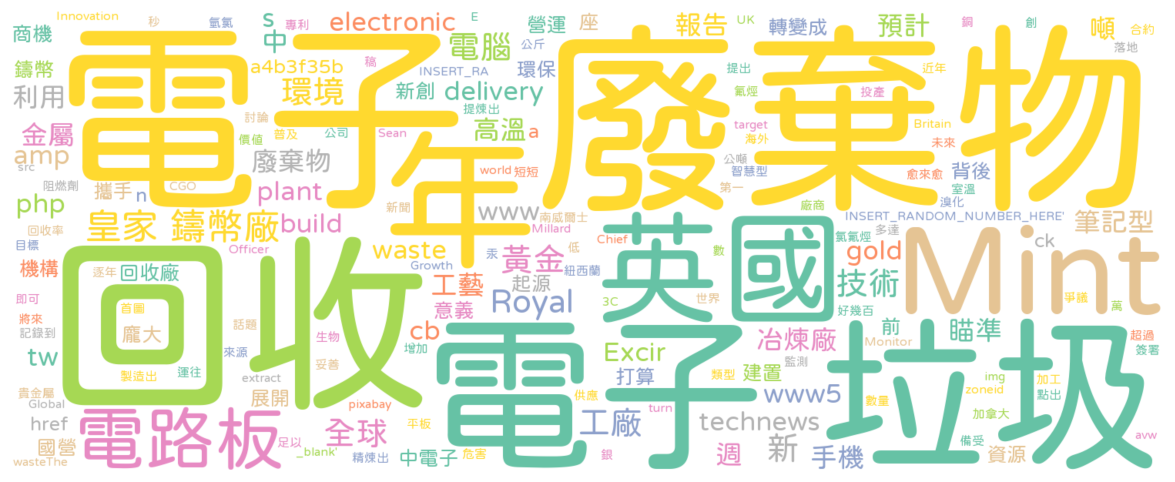 Innovation
秒
氫氦
專利
E
營運
座
報告
UK
轉變成
預計
鋼
創
噸
合約
商機
s
中
electronic
稿
電腦
公斤
落地
鑄幣
a4b3f35b
INSERT_RA
環保
提出
近年
利用
環境
新創
delivery
提煉出
氟烴
投產
電子
廢棄物
年
討論
金屬
普及
公司
Sean
高溫
a
target
海外
Britain
未來
價值
amp
廢棄物
公噸
智慧型
愈來愈
背後
src
阻燃劑
CGO
攜手
n
plant
world
短短
第一
室溫
溴化
php
新聞
www
南威爾士
廠商
INSERT_RANDOM_NUMBER_HERE'
筆記型
回收率
皇家 鑄幣廠
build
Millard
多達
目標
Officer
waste
汞
低
Chief
英國
數
氯氟烴
gold
ck
Mint
機構
逐年
回收廠
Growth
黃金
紐西蘭
3C
技術
即可
回收
工藝
起源
世界
好幾百
爭議
將來
首圖
意義
Royal
萬
記錄到
龐大
話題
生物
cb
電子
垃圾
冶煉廠
前
瞄準
超過
tw
來源
增加
Excir
監測
Monitor
簽署
製造出
運往
妥善
打算
類型
建置
img
加工
貴金屬
extract
展開
pixabay
供應
www5
數量
zoneid
點出
Global
href
電路板
足以
全球
平板
工廠
turn
technews
加拿大
avw
國營
_blank'
中電子
危害
銀
週
新
手機
備受
資源
wasteThe
精煉出